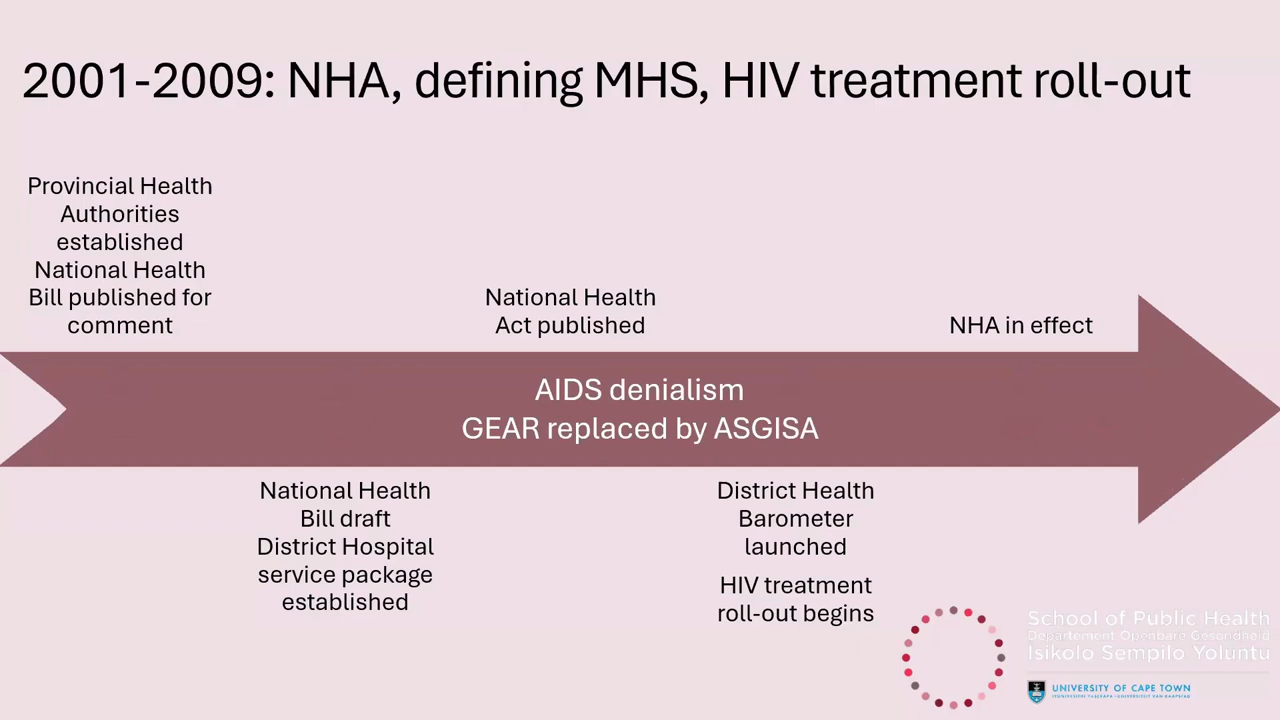 2001-2009: NHA, defining MHS, HIV treatment roll-out
Provincial Health
Authorities
established
National Health
Bill published for
comment
National Health
Act published
NHA in effect
AIDS denialism
GEAR replaced by ASGISA
National Health
Bill draft
District Hospital
service package
established
District Health
Barometer
launched
HIV treatment
roll-out begins
School of Public Health
Departement Openbare Gesondheid
Isikolo Sempilo Yoluntu
UNIVERSITY OF CAPE TOWN